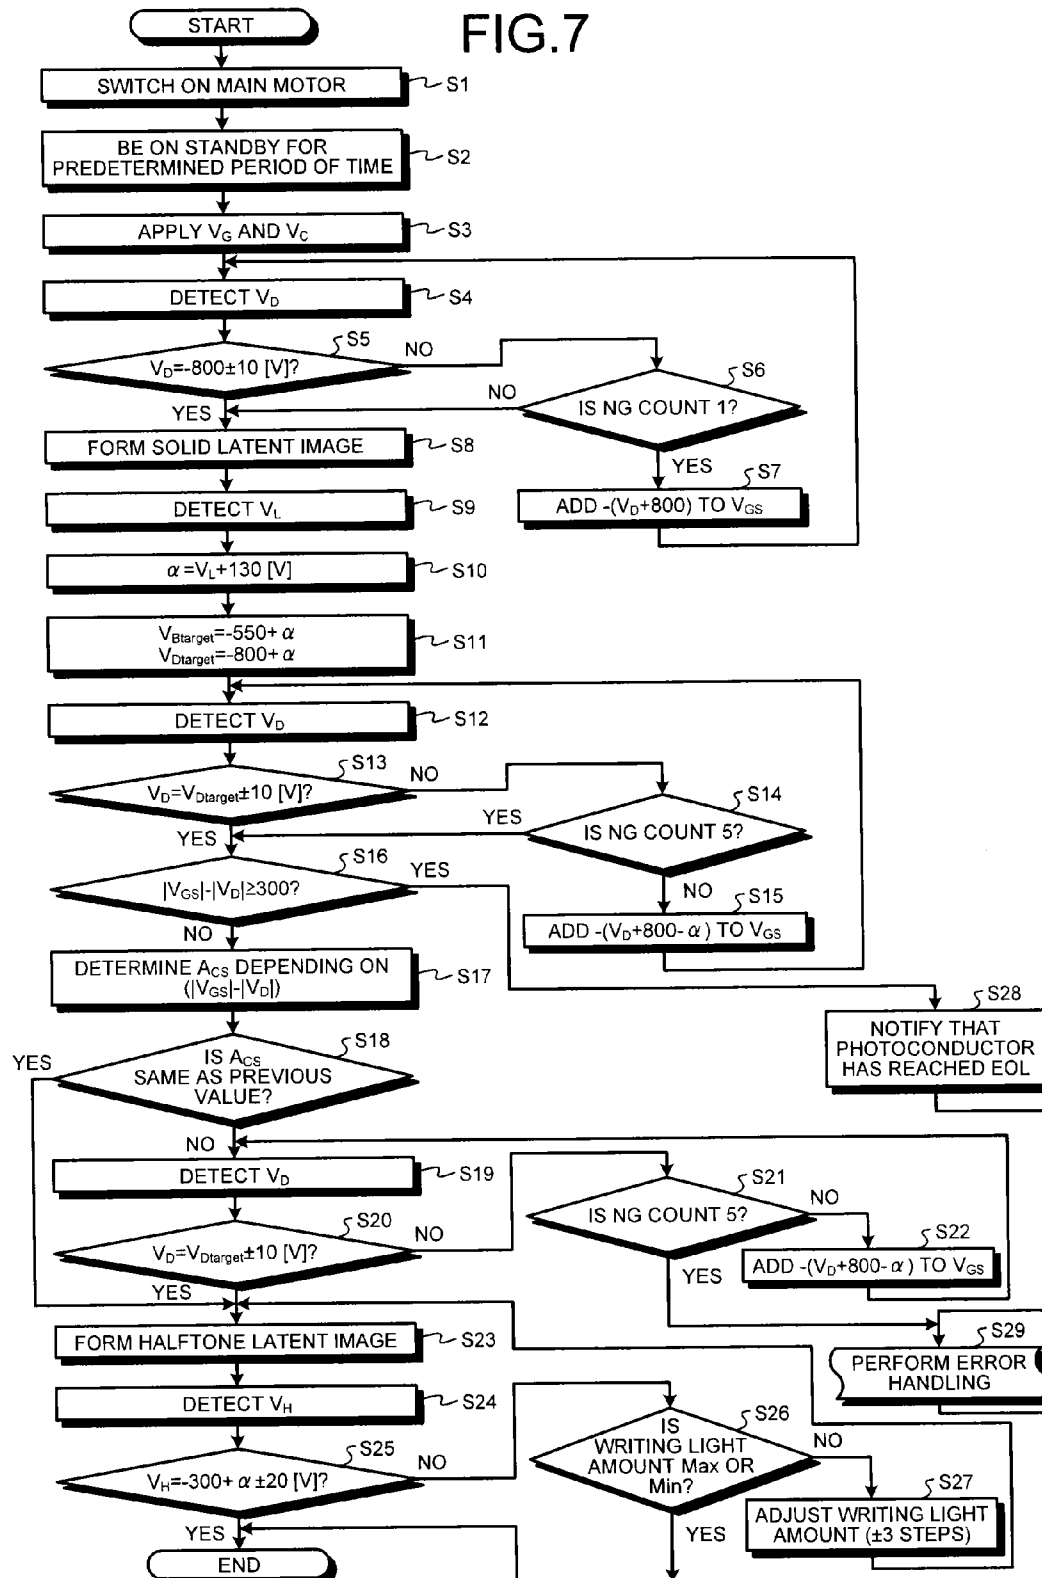 FIG.7
START
SWITCH ON MAIN MOTOR
S1
BE ON STANDBY FOR
PREDETERMINED PERIOD OF TIME
S2
APPLY VG AND VC
S3
DETECT VD
S4
S5
VD=-800±10 [V]?
NO
YES
S6
IS NG COUNT 1?
NO
YES
S7
ADD -(VD+800) TO VGS
FORM SOLID LATENT IMAGE
S8
DETECT VL
S9
α=VL+130 [V]
S10
VBtarget=-550+α
VDtarget=-800+α
S11
DETECT VD
S12
S13
VD=VDtarget±10 [V]?
NO
YES
S14
IS NG COUNT 5?
YES
NO
S15
ADD -(VD+800-α) TO VGS
S16
|VGS|-|VD|≥300?
YES
NO
DETERMINE ACS DEPENDING ON
(|VGS|-|VD|)
S17
S28
NOTIFY THAT
PHOTOCONDUCTOR
HAS REACHED EOL
S18
IS ACS
SAME AS PREVIOUS
VALUE?
YES
NO
DETECT VD
S19
S20
VD=VDtarget±10 [V]?
NO
YES
S21
IS NG COUNT 5?
NO
YES
S22
ADD -(VD+800-α) TO VGS
S29
PERFORM ERROR
HANDLING
FORM HALFTONE LATENT IMAGE
S23
DETECT VH
S24
S25
VH=-300+α±20 [V]?
NO
YES
S26
IS
WRITING LIGHT
AMOUNT Max OR
Min?
NO
YES
S27
ADJUST WRITING LIGHT
AMOUNT (±3 STEPS)
END